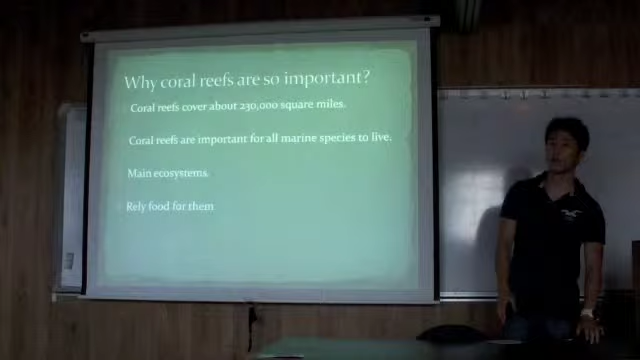 Why coral reefs are so important?
Coral reefs cover about 230,000 square miles.
Coral reefs are important for all marine species to live.
Main ecosystems.
Rely food for them